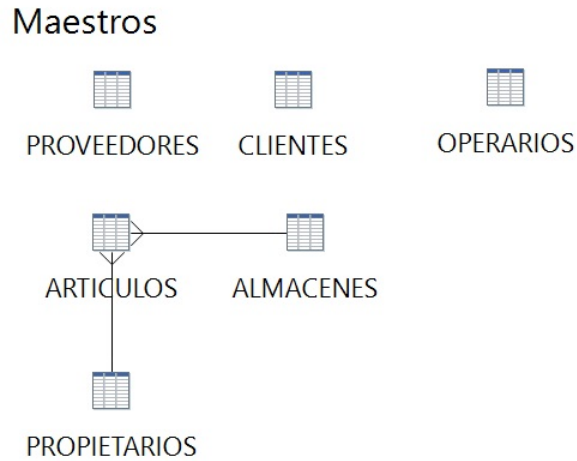 Maestros
PROVEEDORES
CLIENTES
OPERARIOS
ARTICULOS
ALMACENES
PROPIETARIOS